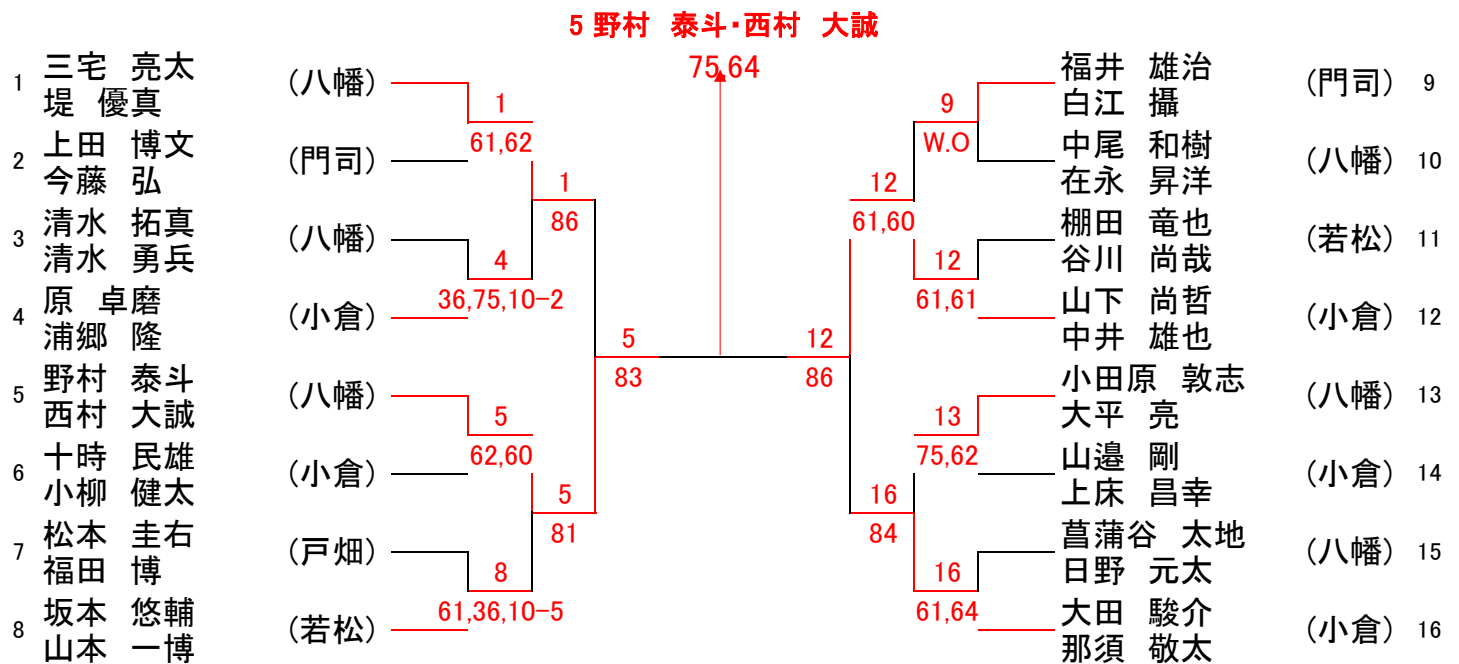 5 野村　泰斗・西村　大誠
75,64
1 三宅　亮太 (八幡)
堤　優真
1
61,62
2 上田　博文 (門司)
今藤　弘
1
86
3 清水　拓真 (八幡)
清水　勇兵
4
36,75,10-2
4 原　卓磨 (小倉)
浦郷　隆
5
83
5 野村　泰斗 (八幡)
西村　大誠
5
62,60
6 十時　民雄 (小倉)
小柳　健太
5
81
7 松本　圭右 (戸畑)
福田　博
8
61,36,10-5
8 坂本　悠輔 (若松)
山本　一博
福井　雄治 (門司) 9
白江　攝
9
W.O
中尾　和樹 (八幡) 10
在永　昇洋
12
61,60
棚田　竜也 (若松) 11
谷川　尚哉
12
61,61
山下　尚哲 (小倉) 12
中井　雄也
12
86
小田原　敦志 (八幡) 13
大平　亮
13
75,62
山邉　剛 (小倉) 14
上床　昌幸
16
84
菖蒲谷　太地 (八幡) 15
日野　元太
16
61,64
大田　駿介 (小倉) 16
那須　敬太